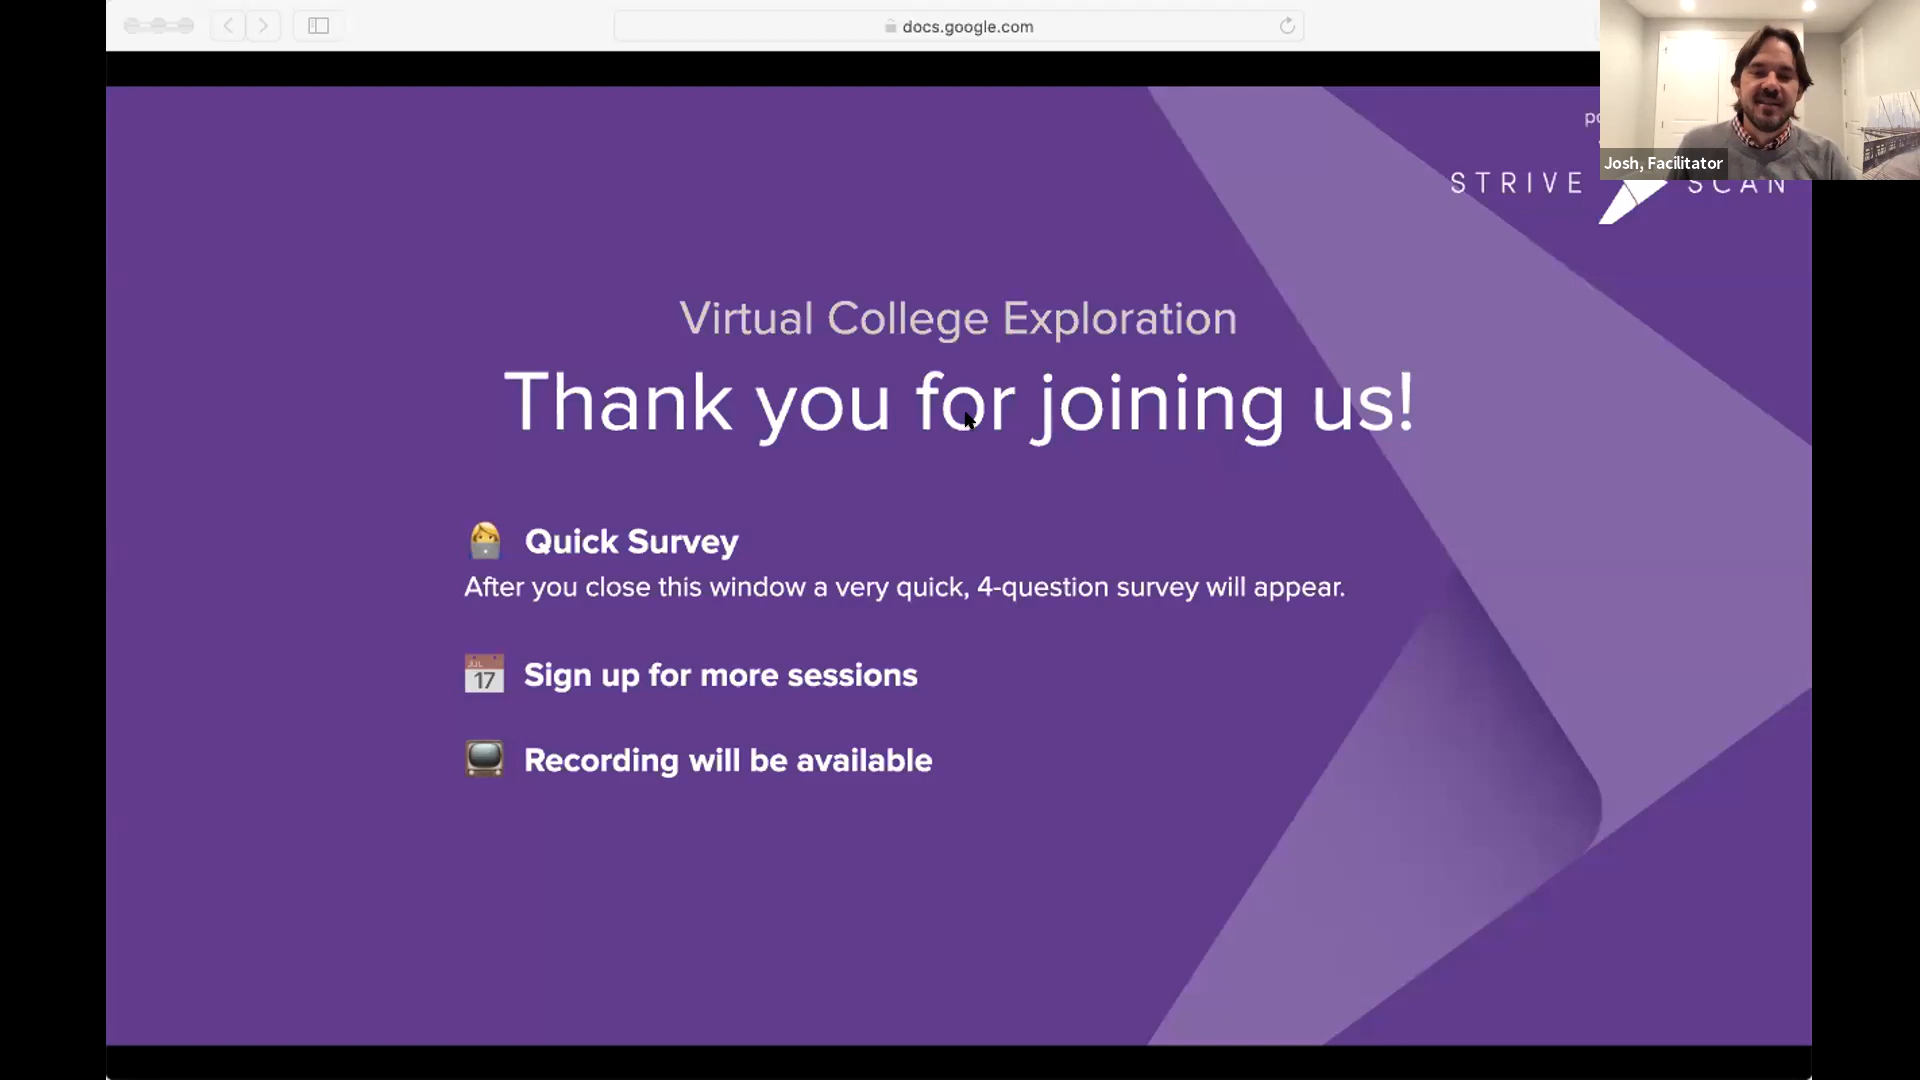 docs.google.com
Josh, Facilitator
STRIVE SCAN
Virtual College Exploration
Thank you for joining us!
Quick Survey
After you close this window a very quick, 4-question survey will appear.
JUL
17
Sign up for more sessions
Recording will be available